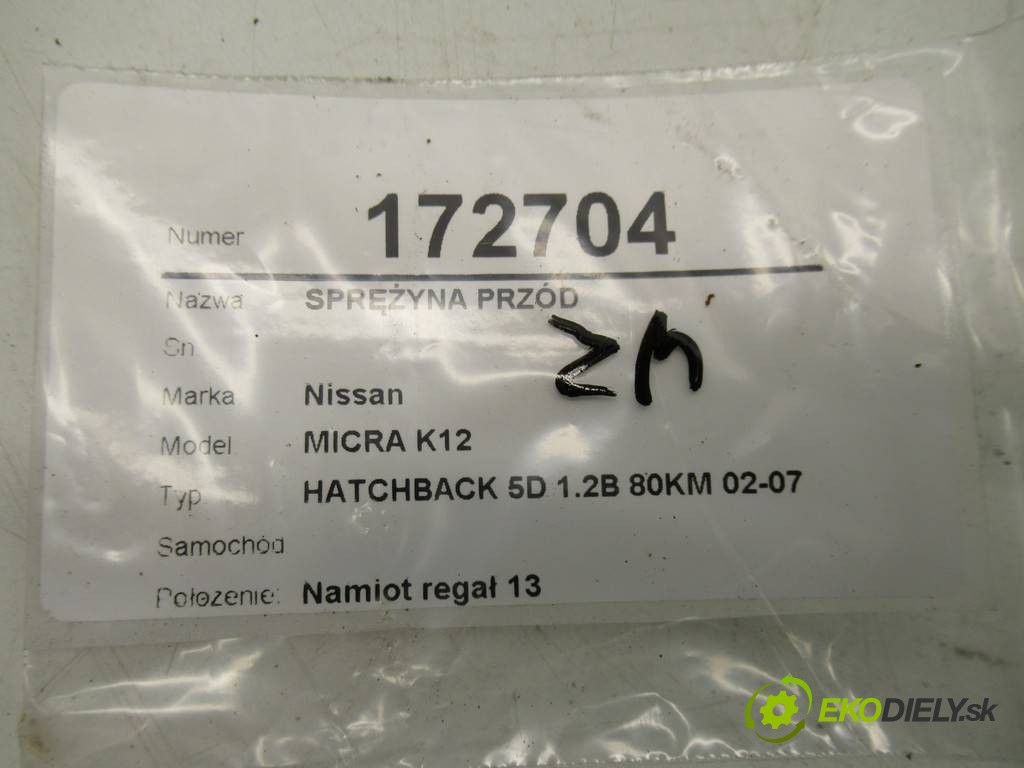 Numer 172704
Nazwa SPRĘŻYNA PRZÓD
Sn
Marka Nissan
Model MICRA K12
Typ HATCHBACK 5D 1.2B 80KM 02-07
Samochód
Położenie: Namiot regał 13
EKODIELY.sk